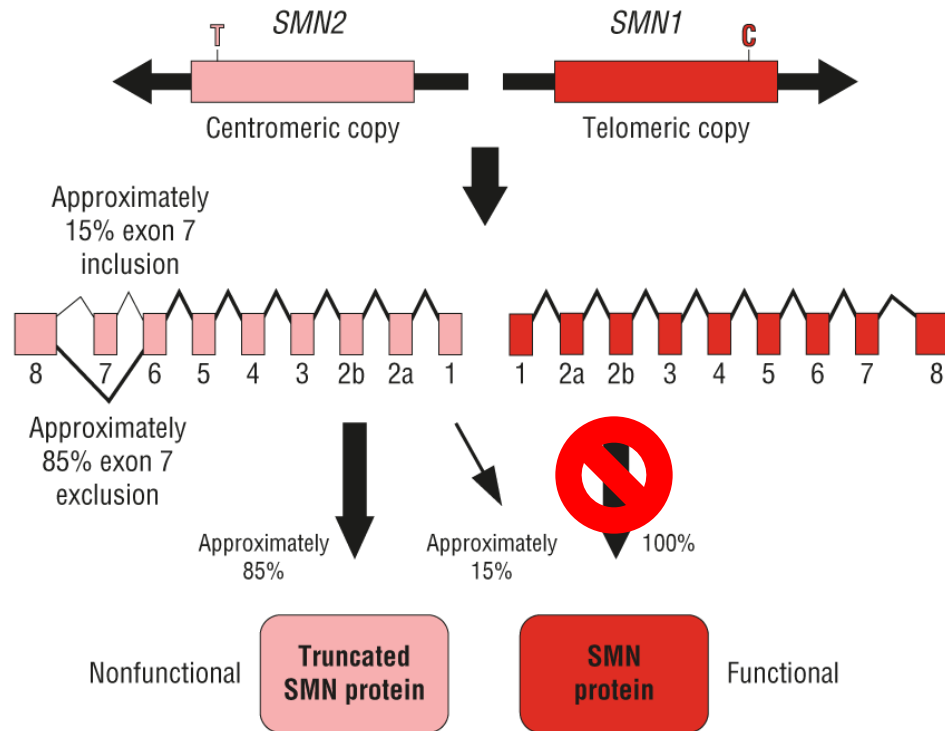 SMN2
SMN1
T
C
Centromeric copy
Telomeric copy
Approximately
15% exon 7
inclusion
8 7 6 5 4 3 2b 2a 1
1 2a 2b 3 4 5 6 7 8
Approximately
85% exon 7
exclusion
Approximately
85%
Approximately
15%
100%
Nonfunctional
Truncated
SMN protein
SMN
protein
Functional